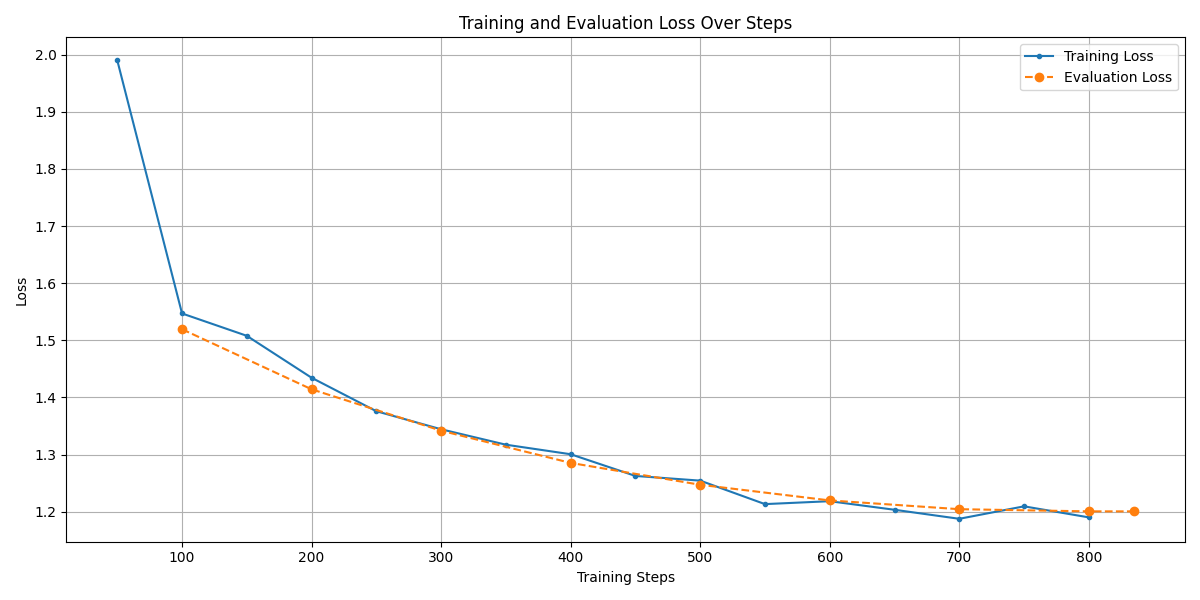 Training and Evaluation Loss Over Steps
Training Loss
Evaluation Loss
2.0
1.9
1.8
1.7
1.6
1.5
1.4
1.3
1.2
Loss
100 200 300 400 500 600 700 800
Training Steps